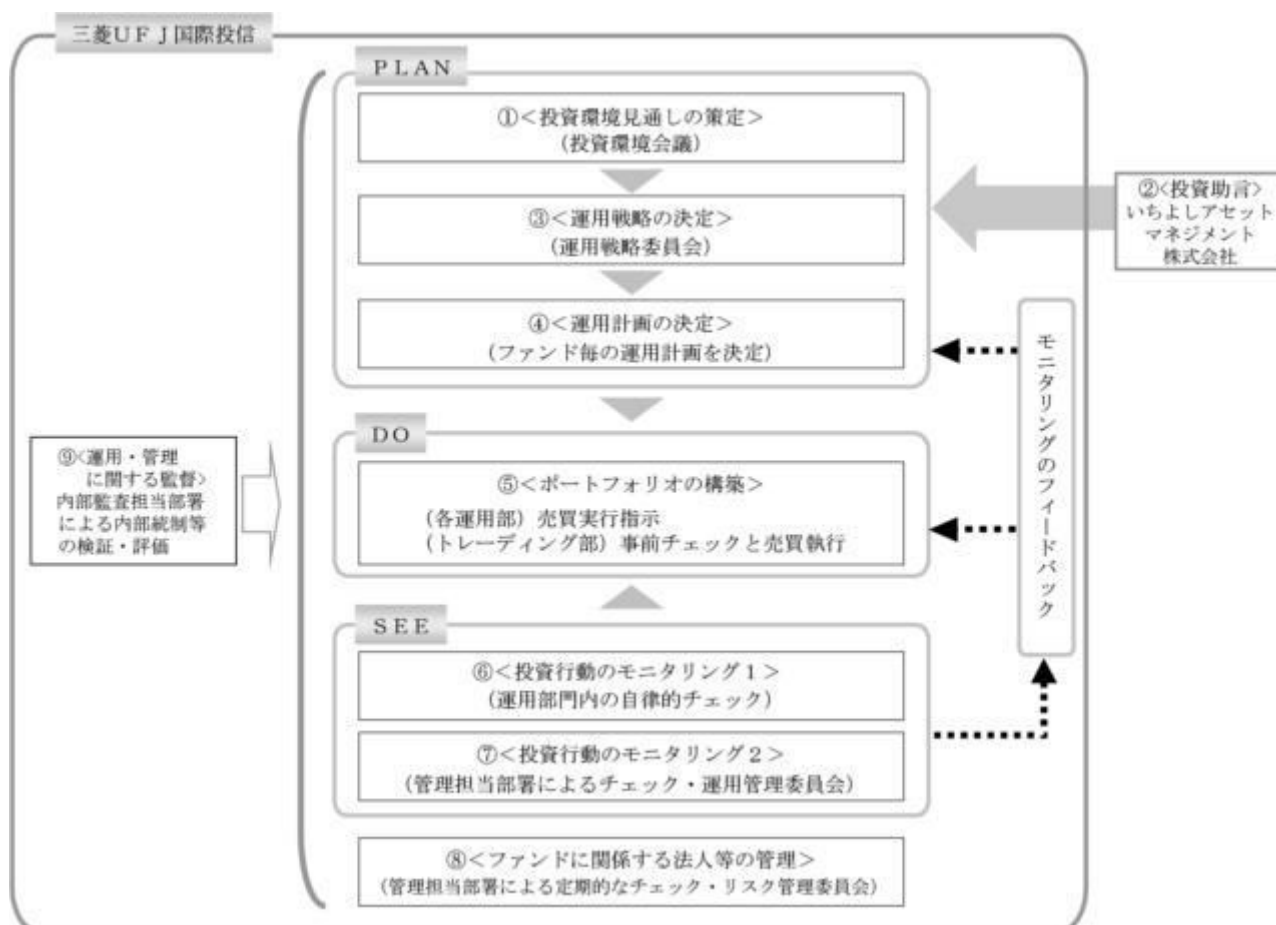 三菱UFJ国際投信
PLAN
①<投資環境見通しの策定>
(投資環境会議)
②<投資助言>
いちよしアセット
マネジメント
株式会社
③<運用戦略の決定>
(運用戦略委員会)
④<運用計画の決定>
(ファンド毎の運用計画を決定)
モニタリングのフィードバック
DO
⑤<ポートフォリオの構築>
(各運用部)売買実行指示
(トレーディング部)事前チェックと売買執行
⑨<運用・管理
に関する監督>
内部監査担当部署
による内部統制等
の検証・評価
SEE
⑥<投資行動のモニタリング1>
(運用部門内の自律的チェック)
⑦<投資行動のモニタリング2>
(管理担当部署によるチェック・運用管理委員会)
⑧<ファンドに関係する法人等の管理>
(管理担当部署による定期的なチェック・リスク管理委員会)